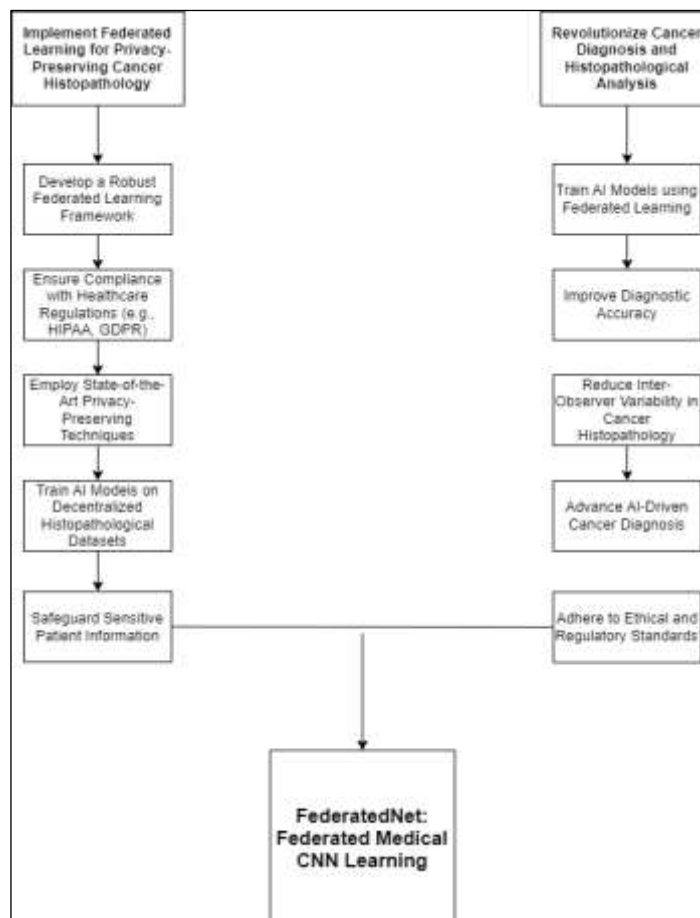 Implement Federated
Learning for Privacy-
Preserving Cancer
Histopathology
Develop a Robust
Federated Learning
Framework
Ensure Compliance
with Healthcare
Regulations (e.g.,
HIPAA, GDPR)
Employ State-of-the-
Art Privacy-
Preserving
Techniques
Train AI Models on
Decentralized
Histopathological
Datasets
Safeguard Sensitive
Patient Information
Revolutionize Cancer
Diagnosis and
Histopathological
Analysis
Train AI Models using
Federated Learning
Improve Diagnostic
Accuracy
Reduce Inter-
Observer Variability in
Cancer
Histopathology
Advance AI-Driven
Cancer Diagnosis
Adhere to Ethical and
Regulatory Standards
FederatedNet:
Federated Medical
CNN Learning